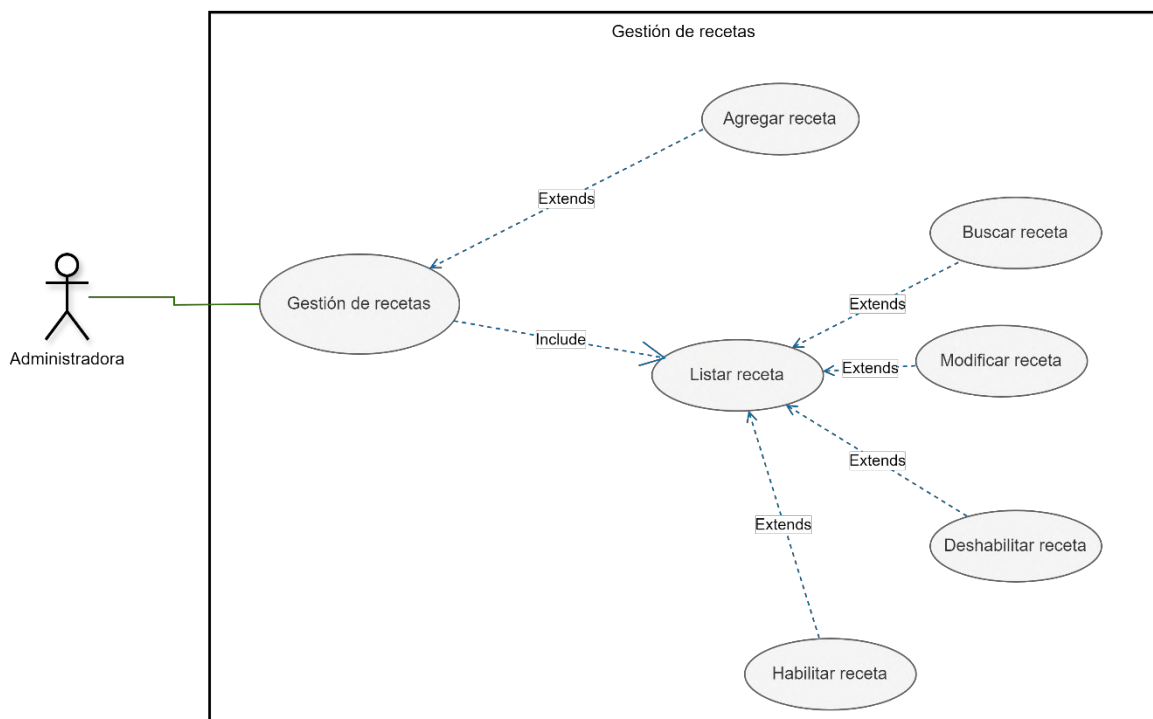 Gestión de recetas
Agregar receta
Extends
Buscar receta
Extends
Gestión de recetas
Include
Modificar receta
Extends
Listar receta
Administradora
Extends
Extends
Deshabilitar receta
Habilitar receta